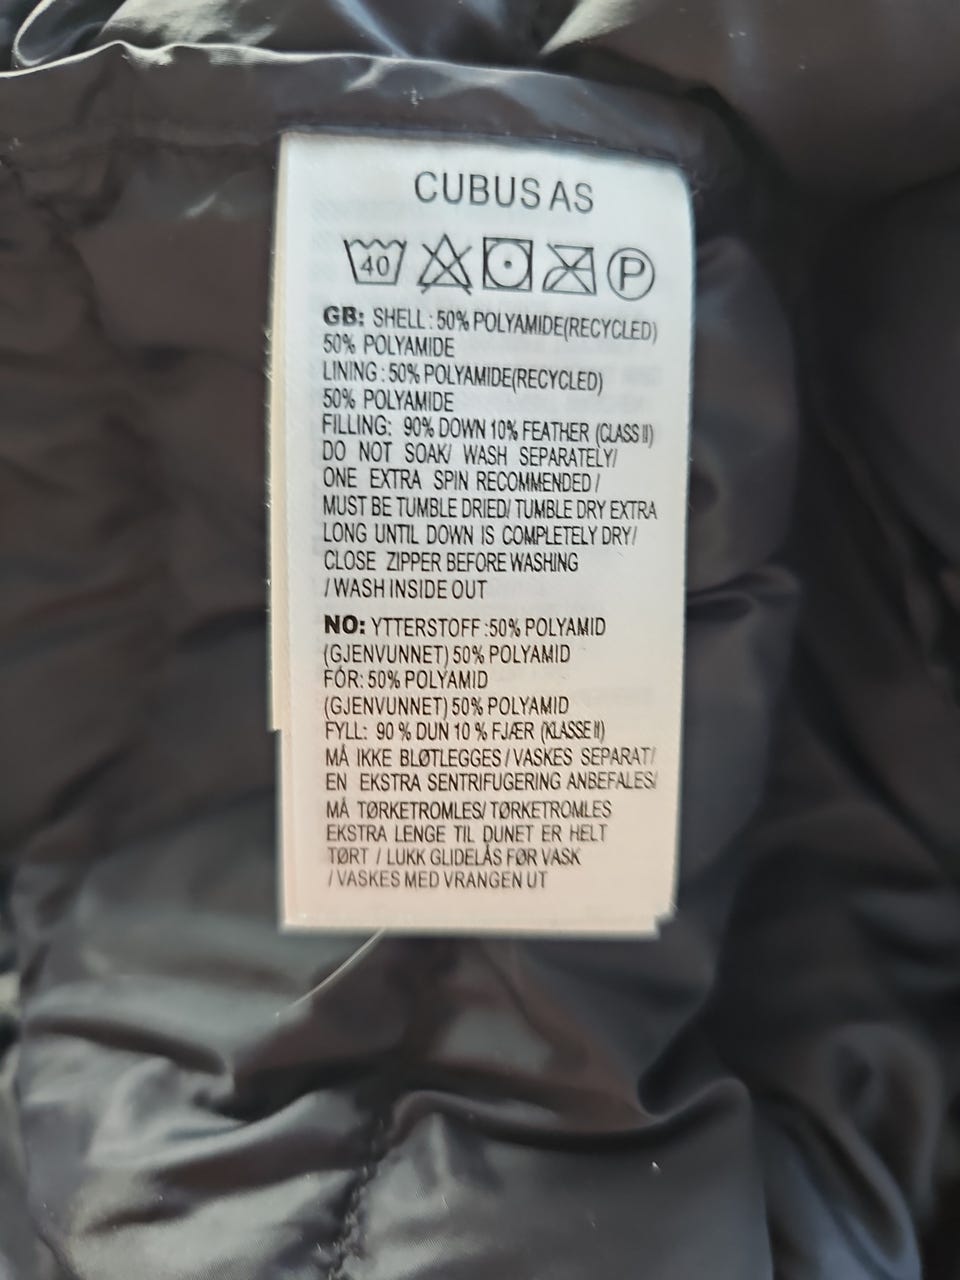 CUBUS AS
40 P
GB: SHELL : 50% POLYAMIDE(RECYCLED)
50% POLYAMIDE
LINING : 50% POLYAMIDE(RECYCLED)
50% POLYAMIDE
FILLING: 90% DOWN 10% FEATHER (CLASS II)
DO NOT SOAK/ WASH SEPARATELY/
ONE EXTRA SPIN RECOMMENDED /
MUST BE TUMBLE DRIED/ TUMBLE DRY EXTRA
LONG UNTIL DOWN IS COMPLETELY DRY/
CLOSE ZIPPER BEFORE WASHING
/ WASH INSIDE OUT
NO: YTTERSTOFF :50% POLYAMID
(GJENVUNNET) 50% POLYAMID
FÓR: 50% POLYAMID
(GJENVUNNET) 50% POLYAMID
FYLL: 90 % DUN 10 % FJÆR (KLASSE II)
MÅ IKKE BLØTLEGGES / VASKES SEPARAT/
EN EKSTRA SENTRIFUGERING ANBEFALES/
MÅ TØRKETROMLES/ TØRKETROMLES
EKSTRA LENGE TIL DUNET ER HELT
TØRT / LUKK GLIDELÅS FØR VASK
/ VASKES MED VRANGEN UT